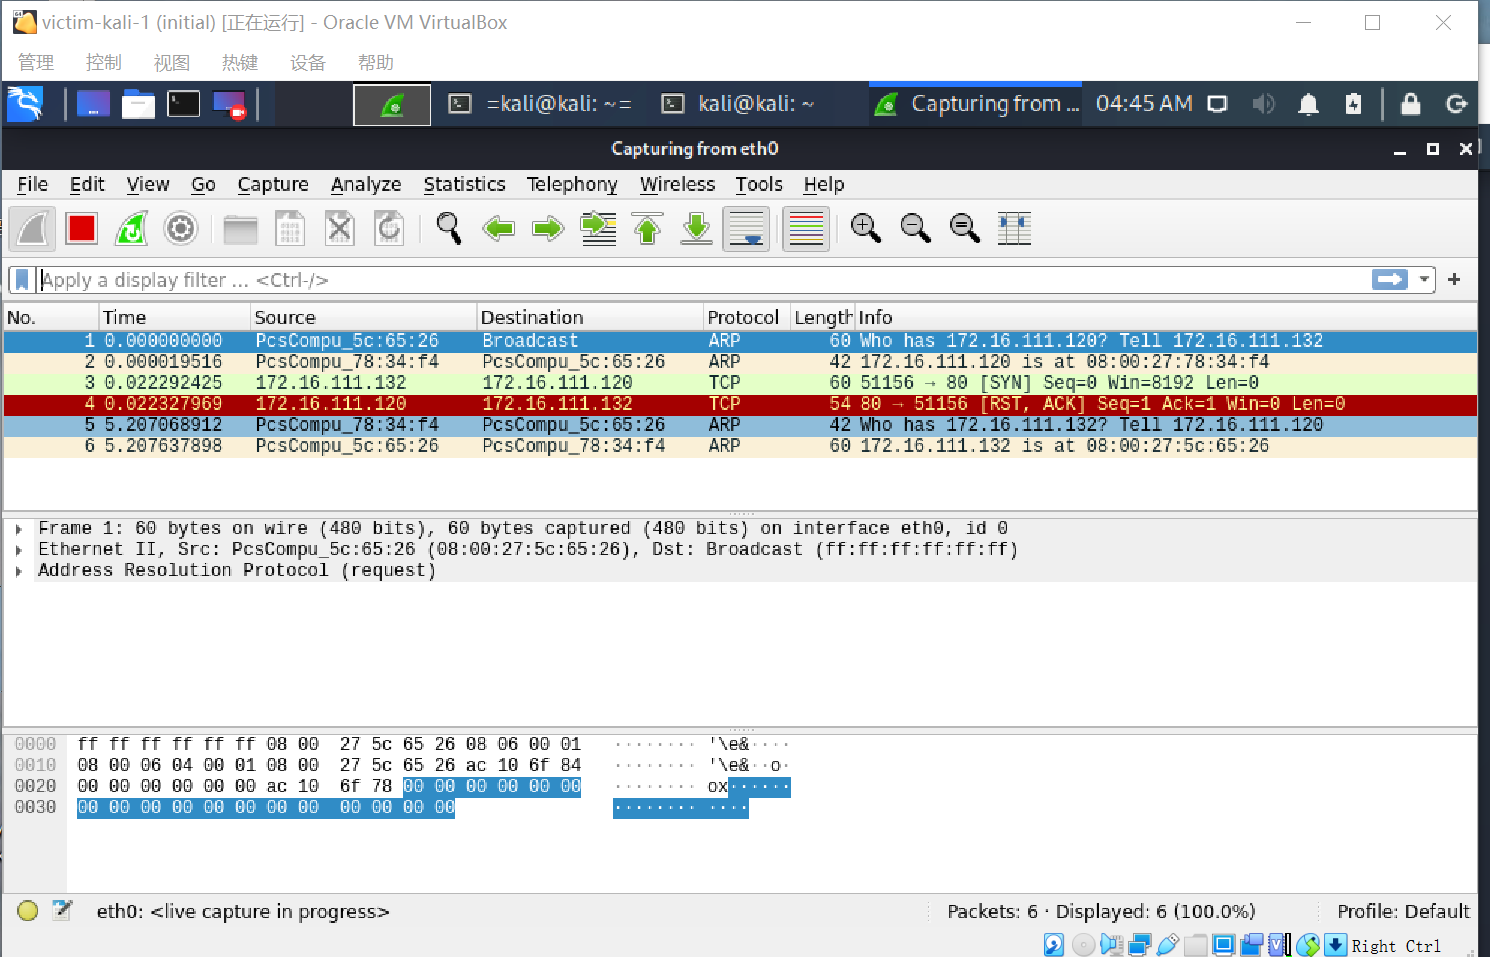 victim-kali-1 (initial) [正在运行] - Oracle VM VirtualBox
管理 控制 视图 热键 设备 帮助
=kali@kali: ~= kali@kali: ~ Capturing from ... 04:45 AM
Capturing from eth0
File Edit View Go Capture Analyze Statistics Telephony Wireless Tools Help
Apply a display filter ... <Ctrl-/>
No. Time Source Destination Protocol Length Info
1 0.000000000 PcsCompu_5c:65:26 Broadcast ARP 60 Who has 172.16.111.120? Tell 172.16.111.132
2 0.000019516 PcsCompu_78:34:f4 PcsCompu_5c:65:26 ARP 42 172.16.111.120 is at 08:00:27:78:34:f4
3 0.022292425 172.16.111.132 172.16.111.120 TCP 60 51156 → 80 [SYN] Seq=0 Win=8192 Len=0
4 0.022327969 172.16.111.120 172.16.111.132 TCP 54 80 → 51156 [RST, ACK] Seq=1 Ack=1 Win=0 Len=0
5 5.207068912 PcsCompu_78:34:f4 PcsCompu_5c:65:26 ARP 42 Who has 172.16.111.132? Tell 172.16.111.120
6 5.207637898 PcsCompu_5c:65:26 PcsCompu_78:34:f4 ARP 60 172.16.111.132 is at 08:00:27:5c:65:26
Frame 1: 60 bytes on wire (480 bits), 60 bytes captured (480 bits) on interface eth0, id 0
Ethernet II, Src: PcsCompu_5c:65:26 (08:00:27:5c:65:26), Dst: Broadcast (ff:ff:ff:ff:ff:ff)
Address Resolution Protocol (request)
0000 ff ff ff ff ff ff 08 00 27 5c 65 26 08 06 00 01 ········ '\e&····
0010 08 00 06 04 00 01 08 00 27 5c 65 26 ac 10 6f 84 ········ '\e&··o·
0020 00 00 00 00 00 00 ac 10 6f 78 00 00 00 00 00 00 ········ ox······
0030 00 00 00 00 00 00 00 00 00 00 00 00 ········ ····
eth0: <live capture in progress> Packets: 6 · Displayed: 6 (100.0%) Profile: Default
Right Ctrl